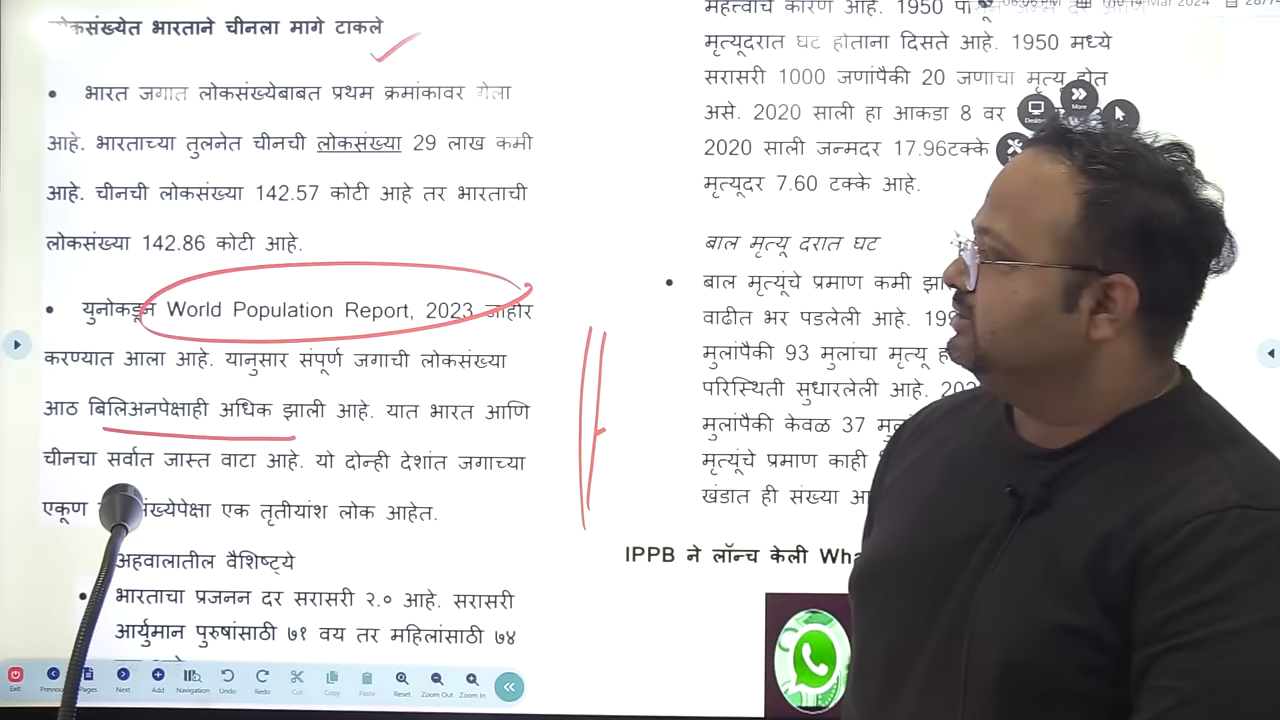 लोकसंख्येत भारताने चीनला मागे टाकले
भारत जगात लोकसंख्येबाबत प्रथम क्रमांकावर गेला
आहे. भारताच्या तुलनेत चीनची लोकसंख्या 29 लाख कमी
आहे. चीनची लोकसंख्या 142.57 कोटी आहे तर भारताची
लोकसंख्या 142.86 कोटी आहे.
युनोकडून World Population Report, 2023 जाहीर
करण्यात आला आहे. यानुसार संपूर्ण जगाची लोकसंख्या
आठ बिलिअनपेक्षाही अधिक झाली आहे. यात भारत आणि
चीनचा सर्वात जास्त वाटा आहे. यो दोन्ही देशांत जगाच्या
एकूण एक तृतीयांश लोक आहेत.
अहवालातील वैशिष्ट्ये
भारताचा प्रजनन दर सरासरी २.० आहे. सरासरी
आर्युमान पुरुषांसाठी ७१ वय तर महिलांसाठी ७४
महत्त्वाचे कारण आहे. 1950
मृत्यूदरात घट होताना दिसते आहे. 1950 मध्ये
सरासरी 1000 जणांपैकी 20 जणाचा मृत्यू होत
असे. 2020 साली हा आकडा 8 वर
2020 साली जन्मदर 17.96टक्के
मृत्यूदर 7.60 टक्के आहे.
बाल मृत्यू दरात घट
बाल मृत्यूंचे प्रमाण कमी
वाढीत भर पडलेली आहे.
मुलांपैकी 93 मुलांचा मृत्यू
परिस्थिती सुधारलेली आहे.
मुलांपैकी केवळ 37
मृत्यूंचे प्रमाण काही
खंडात ही संख्या
IPPB ने लॉन्च केली
Desktop More
Exit Previous Pages Next Add Navigation Undo Redo Cut Copy Paste Reset Zoom Out Zoom In